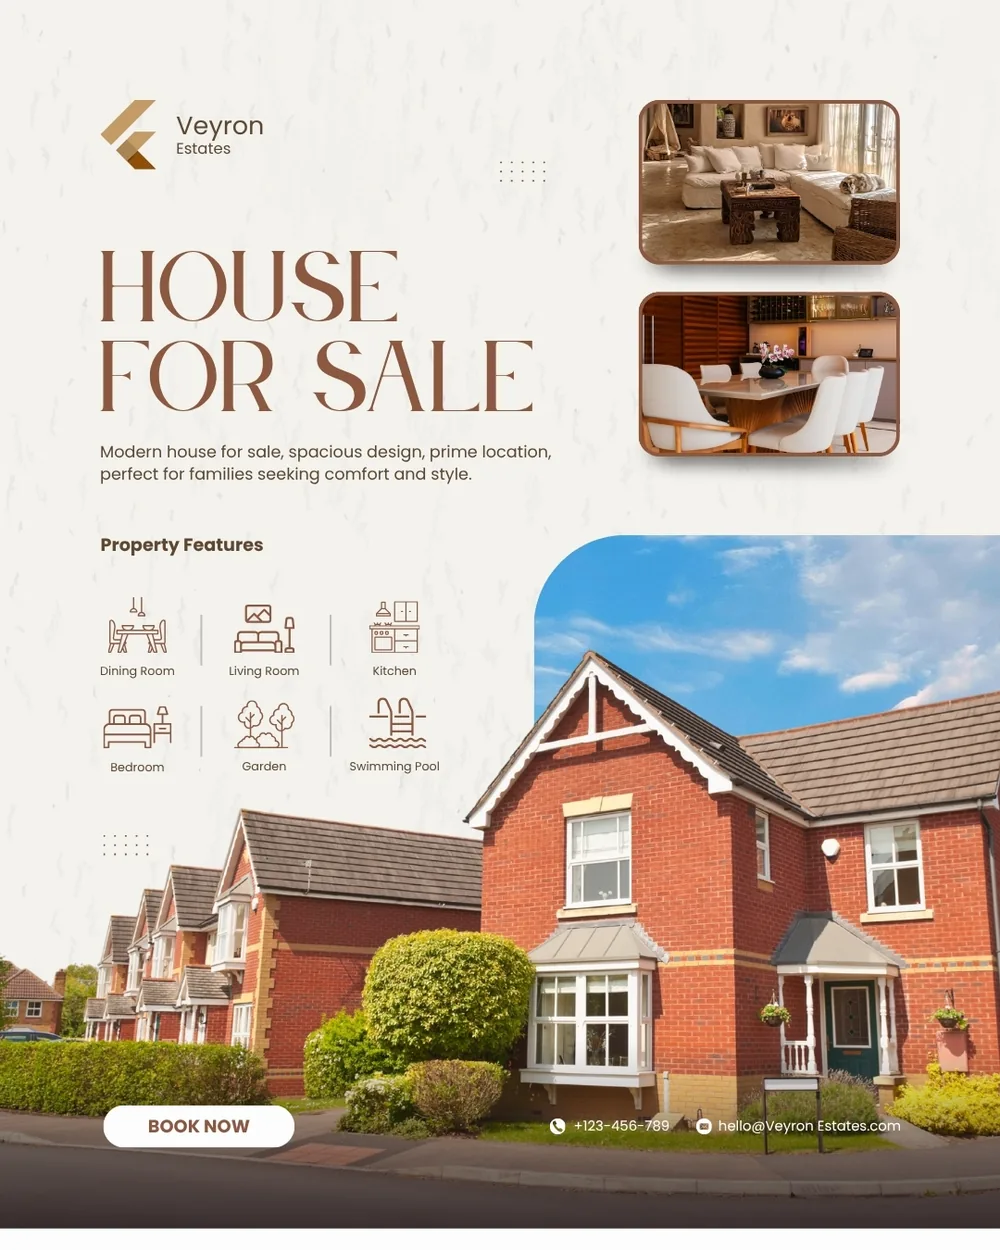 Veyron
Estates
HOUSE
FOR SALE
Modern house for sale, spacious design, prime location,
perfect for families seeking comfort and style.
Property Features
Dining Room
Living Room
Kitchen
Bedroom
Garden
Swimming Pool
BOOK NOW
+123-456-789
hello@Veyron Estates.com